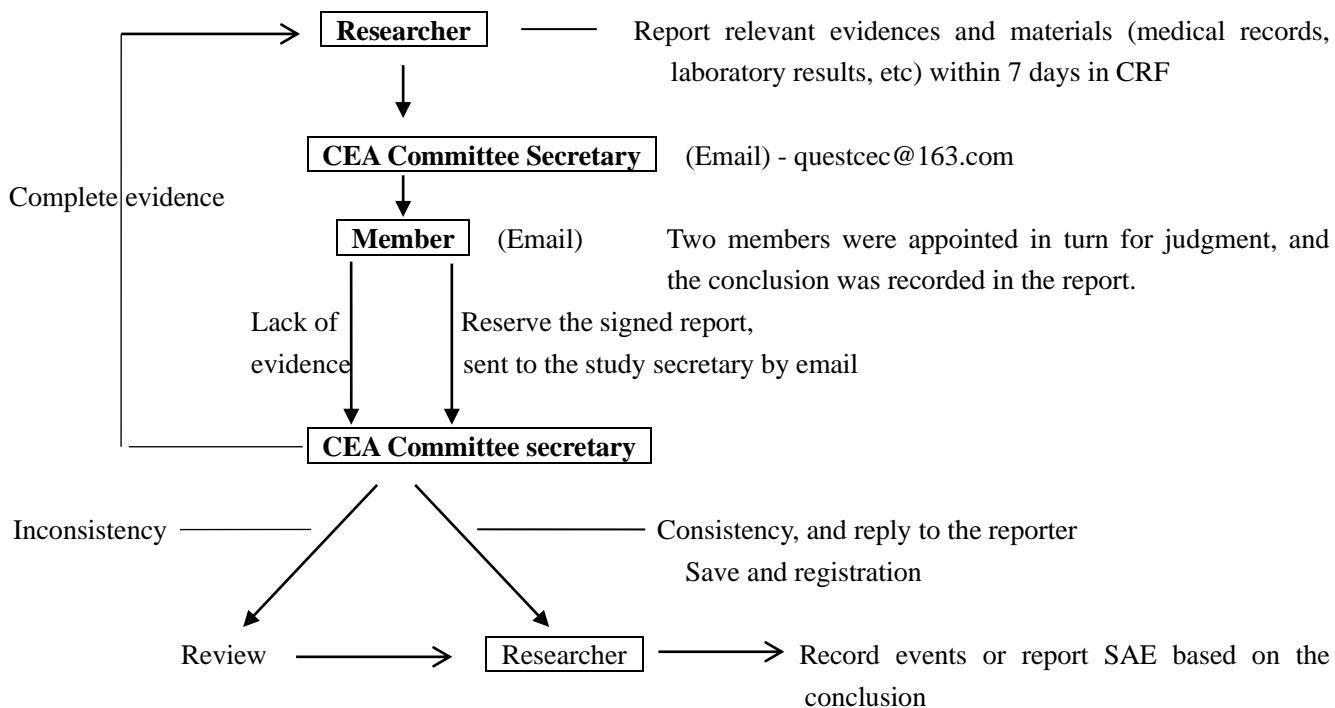 Researcher
Report relevant evidences and materials (medical records,
laboratory results, etc) within 7 days in CRF
CEA Committee Secretary
(Email) - questcec@163.com
Complete evidence
Member
(Email)
Two members were appointed in turn for judgment, and
the conclusion was recorded in the report.
Lack of
evidence
Reserve the signed report,
sent to the study secretary by email
CEA Committee secretary
Inconsistency
Consistency, and reply to the reporter
Save and registration
Review
Researcher
Record events or report SAE based on the
conclusion